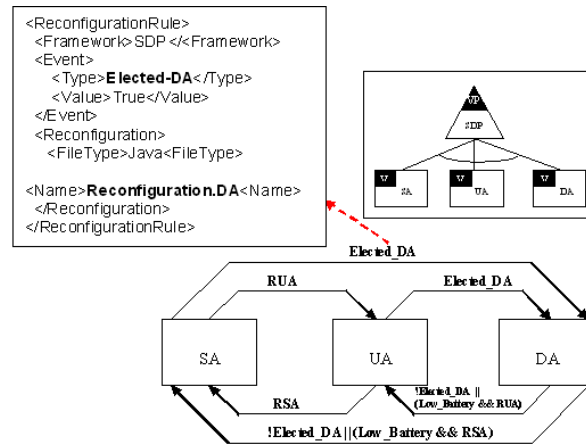 <ReconfigurationRule>
<Framework>SDP</<Framework>
<Event>
<Type>Elected-DA</Type>
<Value>True</Value>
</Event>
<Reconfiguration>
<FileType>Java<FileType>
<Name>Reconfiguration.DA<Name>
</Reconfiguration>
</ReconfigurationRule>
VP
SDP
V V V
SA UA DA
Elected_DA
RUA Elected_DA
SA UA DA
RSA
!Elected_DA ||
(Low_Battery && RUA)
!Elected_DA||(Low_Battery && RSA)